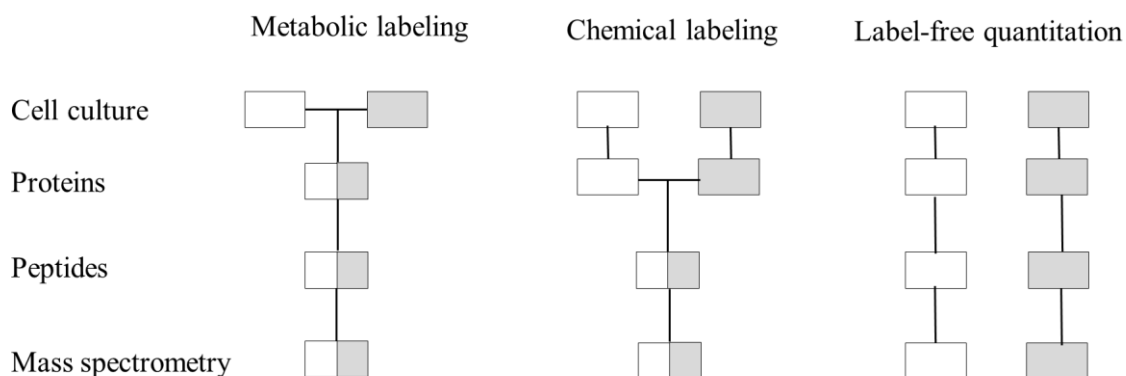 Metabolic labeling Chemical labeling Label-free quantitation
Cell culture
Proteins
Peptides
Mass spectrometry